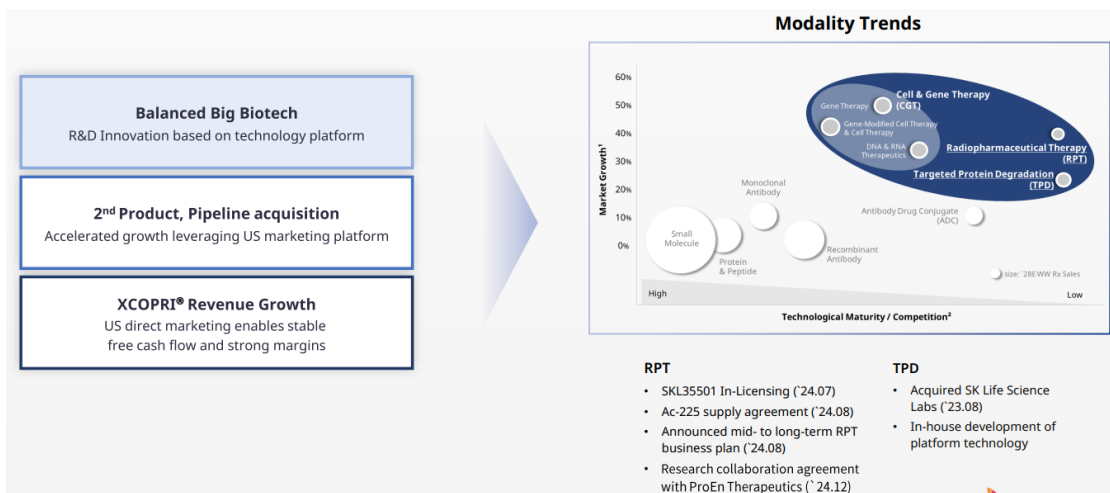 Balanced Big Biotech
R&D Innovation based on technology platform
2nd Product, Pipeline acquisition
Accelerated growth leveraging US marketing platform
XCOPRI® Revenue Growth
US direct marketing enables stable
free cash flow and strong margins
Modality Trends
Market Growth¹
60%
50%
40%
30%
20%
10%
0%
Cell & Gene Therapy
(CGT)
Gene Therapy
Gene-Modified Cell Therapy
& Cell Therapy
DNA & RNA
Therapeutics
Radiopharmaceutical Therapy
(RPT)
Targeted Protein Degradation
(TPD)
Monoclonal
Antibody
Antibody Drug Conjugate
(ADC)
Small
Molecule
Protein
& Peptide
Recombinant
Antibody
size: `28E WW Rx Sales
High
Low
Technological Maturity / Competition²
RPT
• SKL35501 In-Licensing (`24.07)
• Ac-225 supply agreement (`24.08)
• Announced mid- to long-term RPT
business plan (`24.08)
• Research collaboration agreement
with ProEn Therapeutics (` 24.12)
TPD
• Acquired SK Life Science
Labs (`23.08)
• In-house development of
platform technology